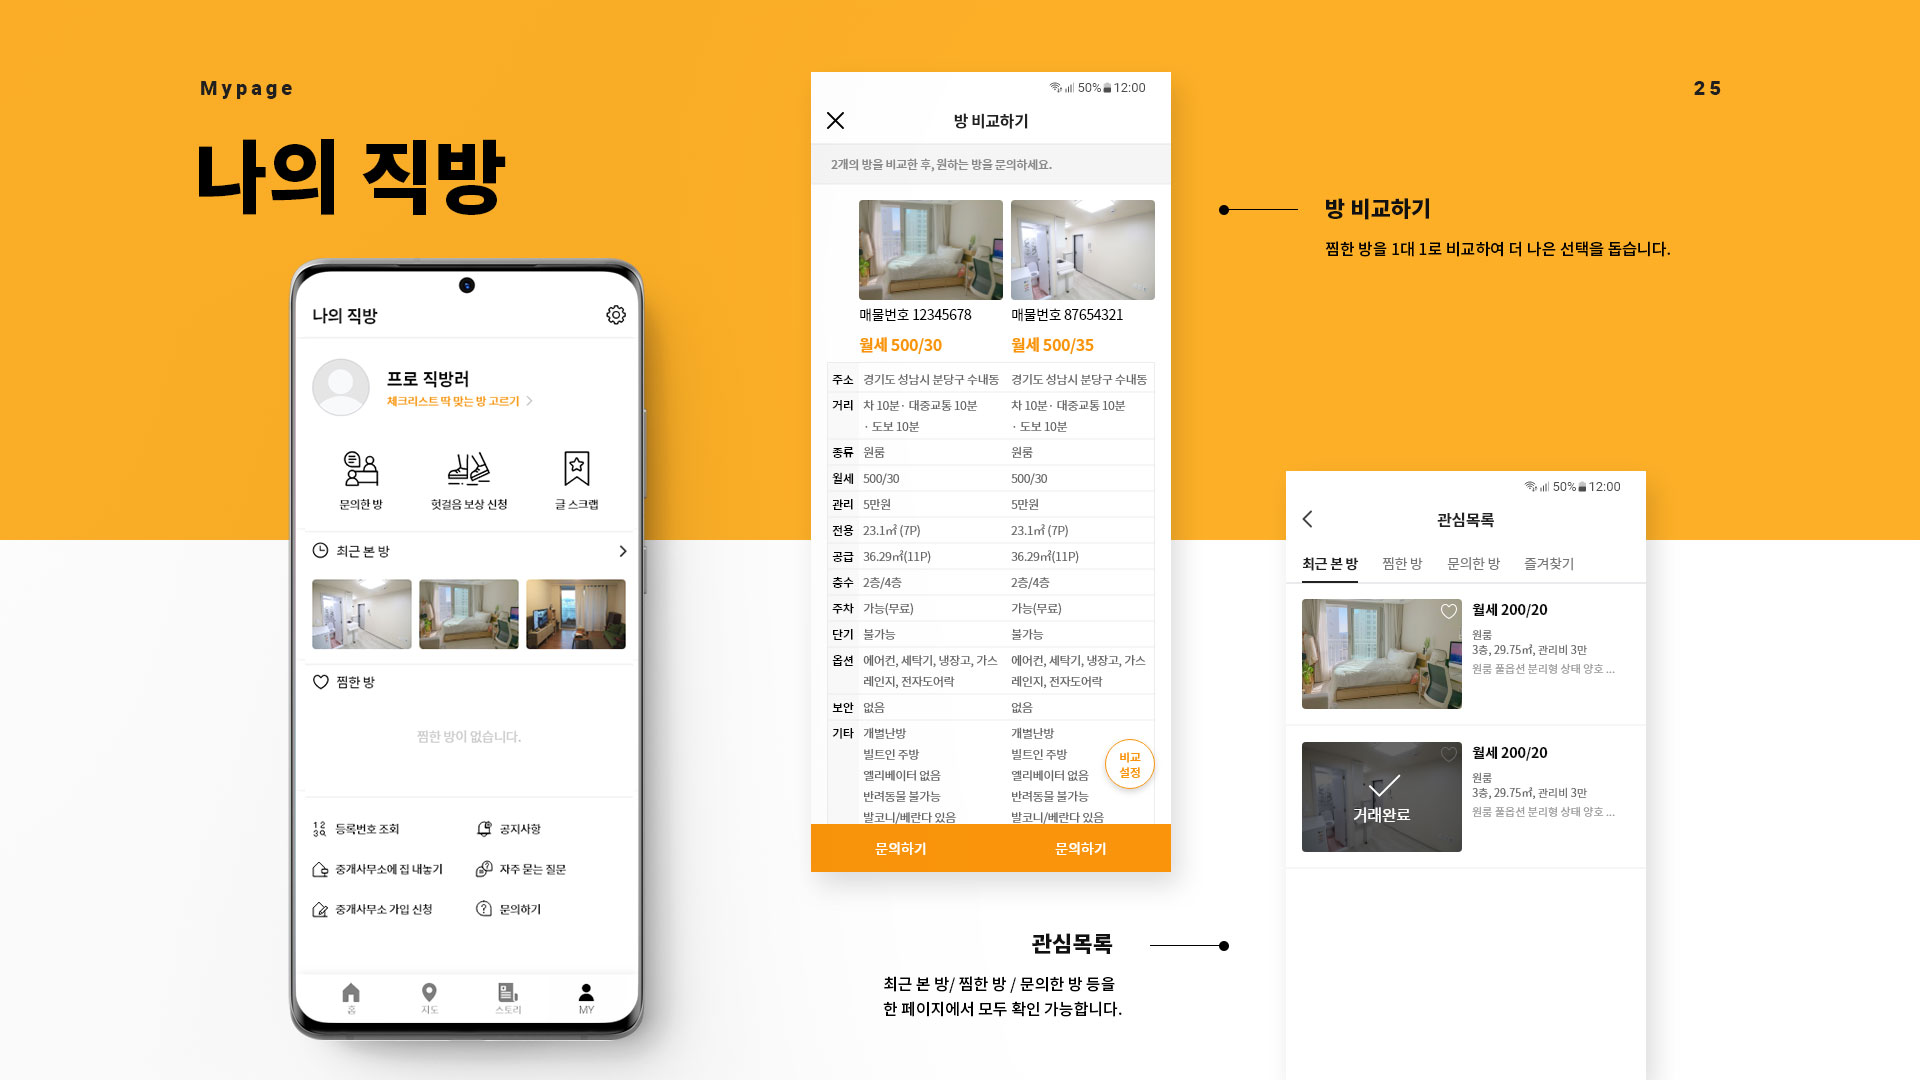 Mypage
25
나의 직방
나의 직방
프로 직방러
체크리스트 딱 맞는 방 고르기
문의한 방
헛걸음 보상 신청
글 스크랩
최근 본 방
찜한 방
찜한 방이 없습니다.
등록번호 조회
공지사항
중개사무소에 집 내놓기
자주 묻는 질문
중개사무소 가입 신청
문의하기
홈
지도
스토리
MY
50% 12:00
방 비교하기
2개의 방을 비교한 후, 원하는 방을 문의하세요.
매물번호 12345678
매물번호 87654321
월세 500/30
월세 500/35
주소 경기도 성남시 분당구 수내동 경기도 성남시 분당구 수내동
거리 차 10분 · 대중교통 10분 차 10분 · 대중교통 10분
· 도보 10분 · 도보 10분
종류 원룸 원룸
월세 500/30 500/30
관리 5만원 5만원
전용 23.1㎡ (7P) 23.1㎡ (7P)
공급 36.29㎡(11P) 36.29㎡(11P)
층수 2층/4층 2층/4층
주차 가능(무료) 가능(무료)
단기 불가능 불가능
옵션 에어컨, 세탁기, 냉장고, 가스 에어컨, 세탁기, 냉장고, 가스
레인지, 전자도어락 레인지, 전자도어락
보안 없음 없음
기타 개별난방 개별난방
빌트인 주방 빌트인 주방
엘리베이터 없음 엘리베이터 없음
반려동물 불가능 반려동물 불가능
발코니/베란다 있음 발코니/베란다 있음
비교
설정
문의하기 문의하기
방 비교하기
찜한 방을 1대 1로 비교하여 더 나은 선택을 돕습니다.
관심목록
최근 본 방/ 찜한 방 / 문의한 방 등을
한 페이지에서 모두 확인 가능합니다.
50% 12:00
관심목록
최근 본 방 찜한 방 문의한 방 즐겨찾기
월세 200/20
원룸
3층, 29.75㎡, 관리비 3만
원룸 풀옵션 분리형 상태 양호 ...
거래완료
월세 200/20
원룸
3층, 29.75㎡, 관리비 3만
원룸 풀옵션 분리형 상태 양호 ...